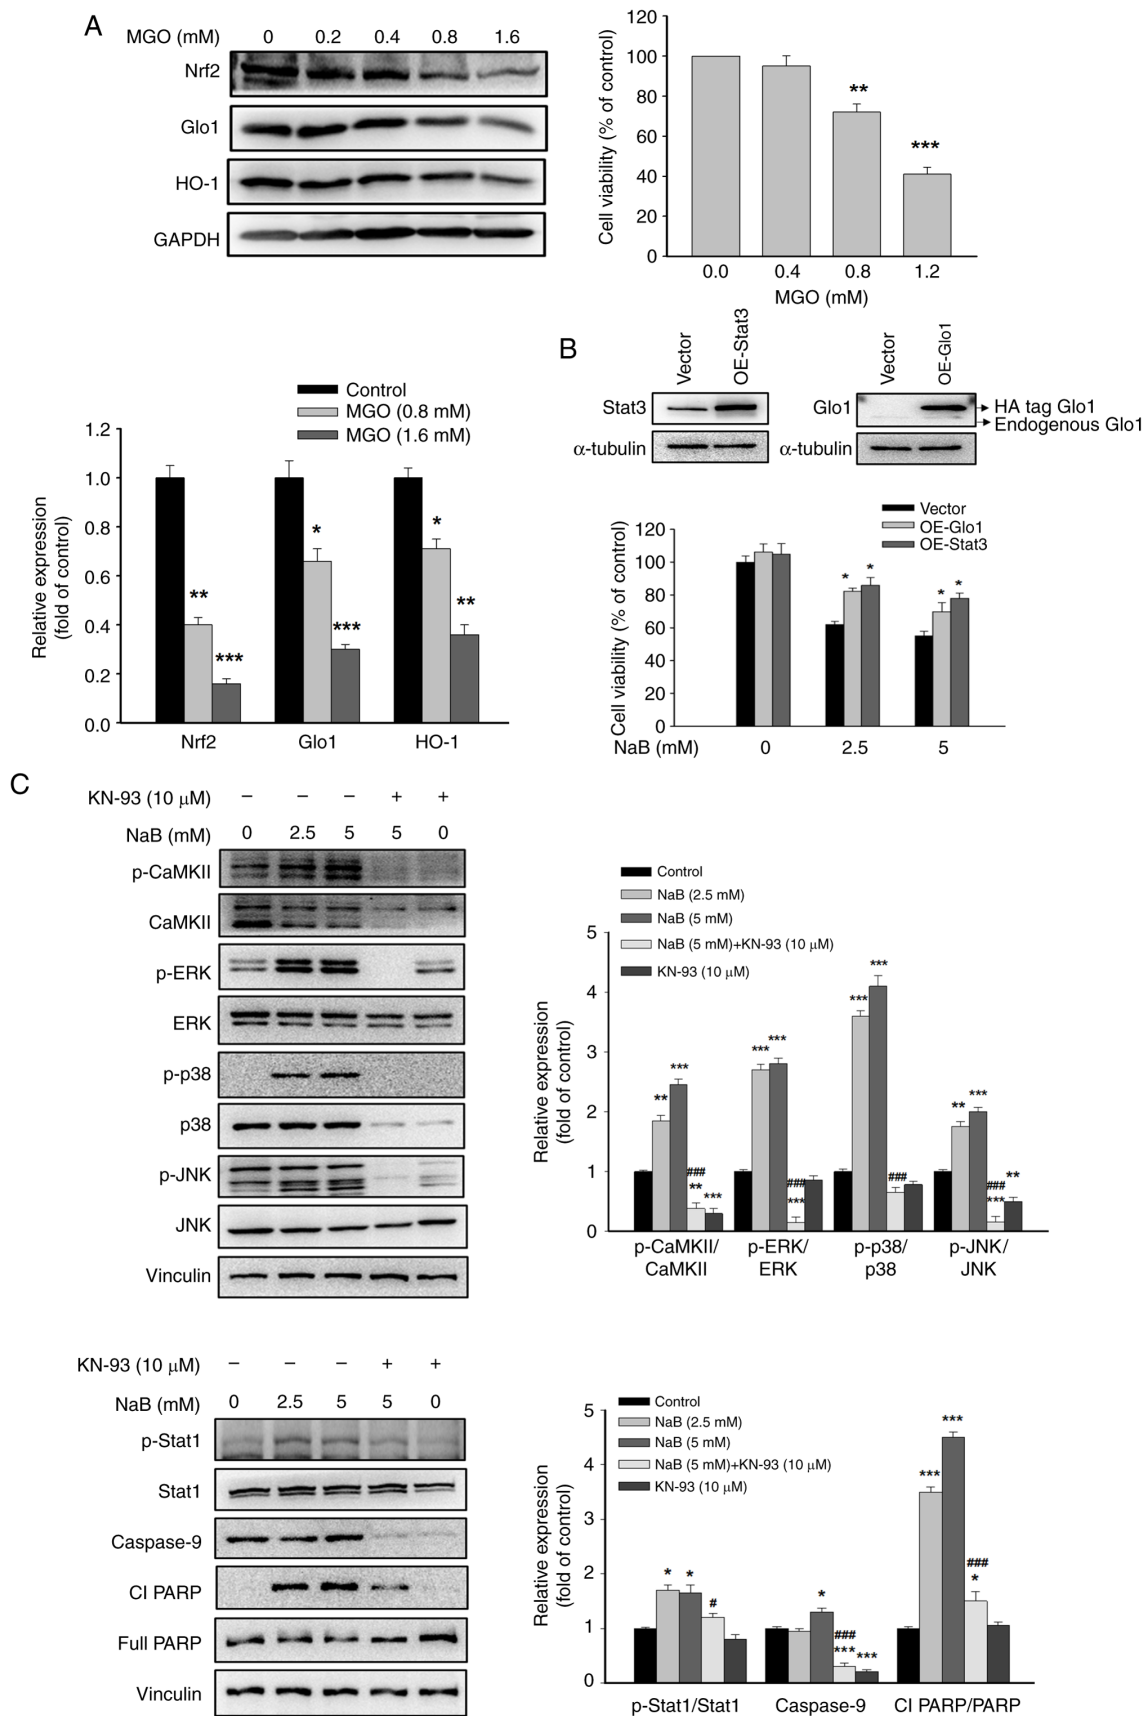 A
MGO (mM) 0 0.2 0.4 0.8 1.6
Nrf2
Glo1
HO-1
GAPDH
120
100
80
60
40
20
0
Cell viability (% of control)
**
***
0.0 0.4 0.8 1.2
MGO (mM)
Control
MGO (0.8 mM)
MGO (1.6 mM)
1.2
1.0
0.8
0.6
0.4
0.2
0.0
Relative expression
(fold of control)
** *** * *** * **
Nrf2 Glo1 HO-1
B
Vector OE-Stat3
Stat3
α-tubulin
Vector OE-Glo1
Glo1
HA tag Glo1
Endogenous Glo1
α-tubulin
Vector
OE-Glo1
OE-Stat3
120
100
80
60
40
20
0
Cell viability (% of control)
* * * *
NaB (mM) 0 2.5 5
C
KN-93 (10 μM) − − − + +
NaB (mM) 0 2.5 5 5 0
p-CaMKII
CaMKII
p-ERK
ERK
p-p38
p38
p-JNK
JNK
Vinculin
Control
NaB (2.5 mM)
NaB (5 mM)
NaB (5 mM)+KN-93 (10 μM)
KN-93 (10 μM)
5
4
3
2
1
0
Relative expression
(fold of control)
** *** ### ** ***
*** *** ### ***
*** *** ###
** *** ### *** **
p-CaMKII/ p-ERK/ p-p38/ p-JNK/
CaMKII ERK p38 JNK
KN-93 (10 μM) − − − + +
NaB (mM) 0 2.5 5 5 0
p-Stat1
Stat1
Caspase-9
Cl PARP
Full PARP
Vinculin
Control
NaB (2.5 mM)
NaB (5 mM)
NaB (5 mM)+KN-93 (10 μM)
KN-93 (10 μM)
5
4
3
2
1
0
Relative expression
(fold of control)
* * #
* ### *** ***
*** *** ### *
p-Stat1/Stat1 Caspase-9 Cl PARP/PARP